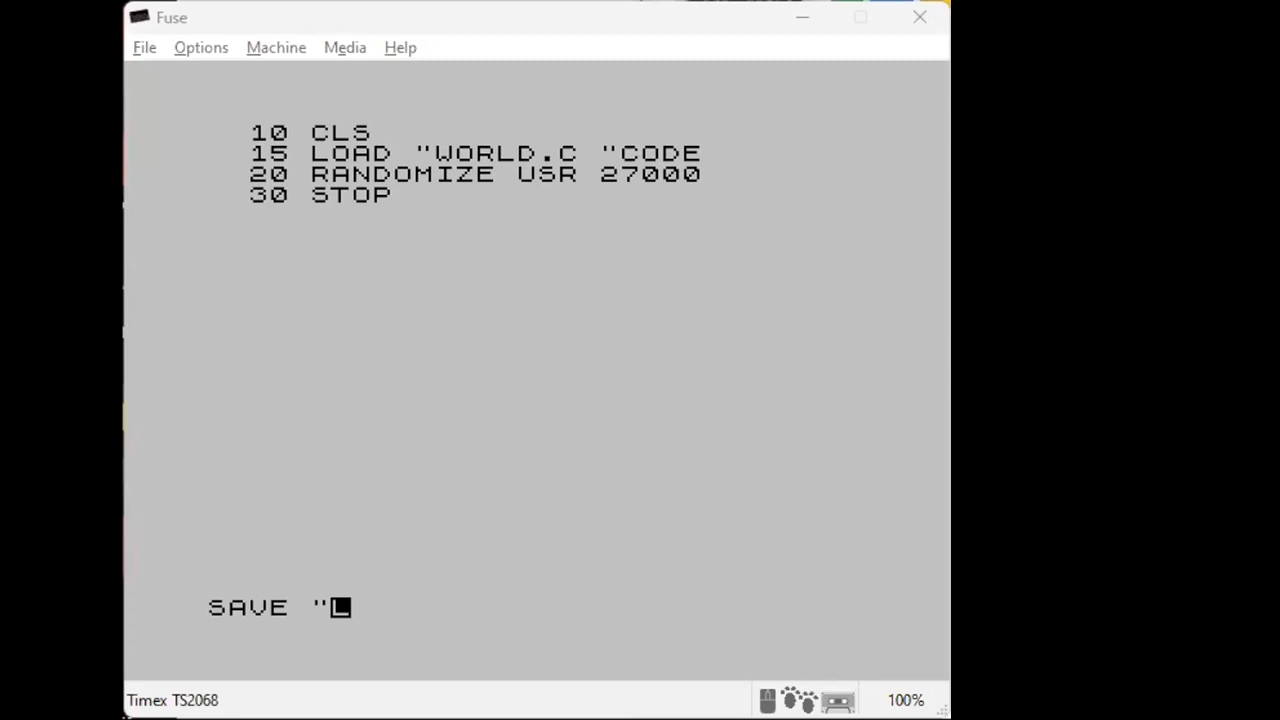 Fuse
File Options Machine Media Help
10 CLS
15 LOAD "WORLD.C "CODE
20 RANDOMIZE USR 27000
30 STOP
SAVE "L
Timex TS2068 100%